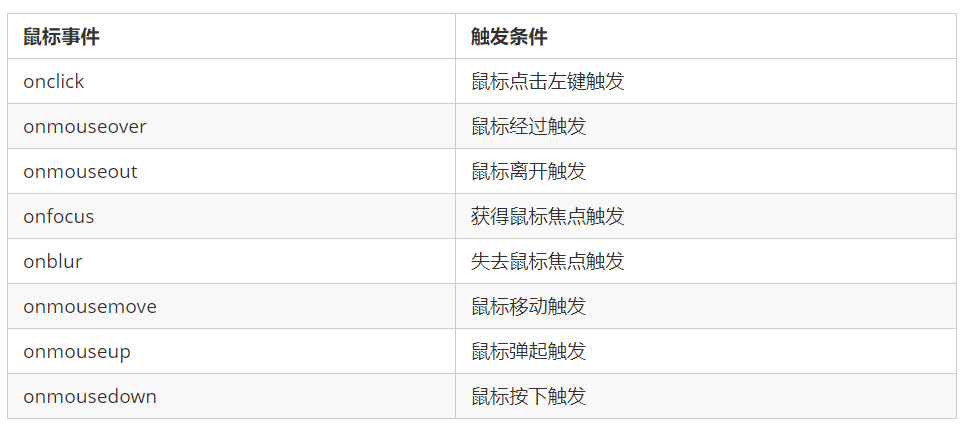 鼠标事件 触发条件
onclick 鼠标点击左键触发
onmouseover 鼠标经过触发
onmouseout 鼠标离开触发
onfocus 获得鼠标焦点触发
onblur 失去鼠标焦点触发
onmousemove 鼠标移动触发
onmouseup 鼠标弹起触发
onmousedown 鼠标按下触发